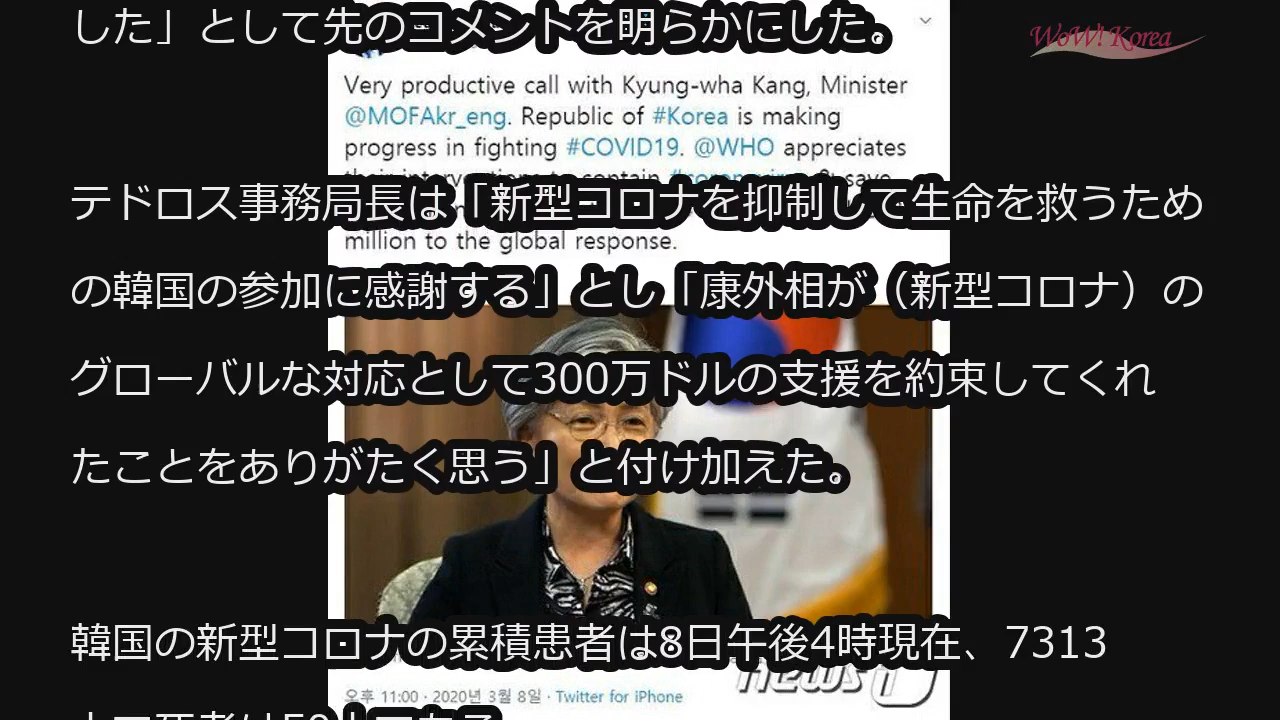 した」として先のコメントを明らかにした。
WoW! Korea
Very productive call with Kyung-wha Kang, Minister
@MOFAkr_eng. Republic of #Korea is making
progress in fighting #COVID19. @WHO appreciates
テドロス事務局長は「新型コロナを抑制して生命を救うため
million to the global response.
の韓国の参加に感謝する」とし「康外相が（新型コロナ）の
グローバルな対応として300万ドルの支援を約束してくれ
たことをありがたく思う」と付け加えた。
韓国の新型コロナの累積患者は8日午後4時現在、7313
news1
오후 11:00 · 2020년 3월 8일 · Twitter for iPhone